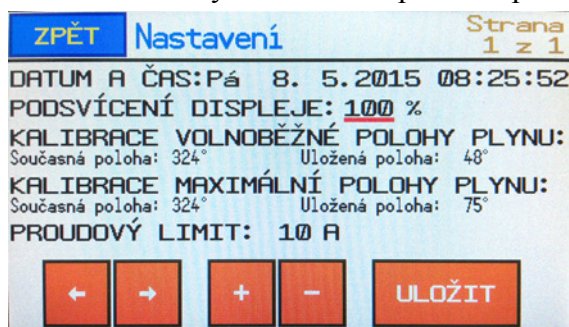 ZPĚT Nastavení Strana 1 z 1
DATUM A ČAS:Pá 8. 5.2015 08:25:52
PODSVÍCENÍ DISPLEJE: 100 %
KALIBRACE VOLNOBĚŽNÉ POLOHY PLYNU:
Současná poloha: 324° Uložená poloha: 48°
KALIBRACE MAXIMÁLNÍ POLOHY PLYNU:
Současná poloha: 324° Uložená poloha: 75°
PROUDOVÝ LIMIT: 10 A
← → + - ULOŽIT